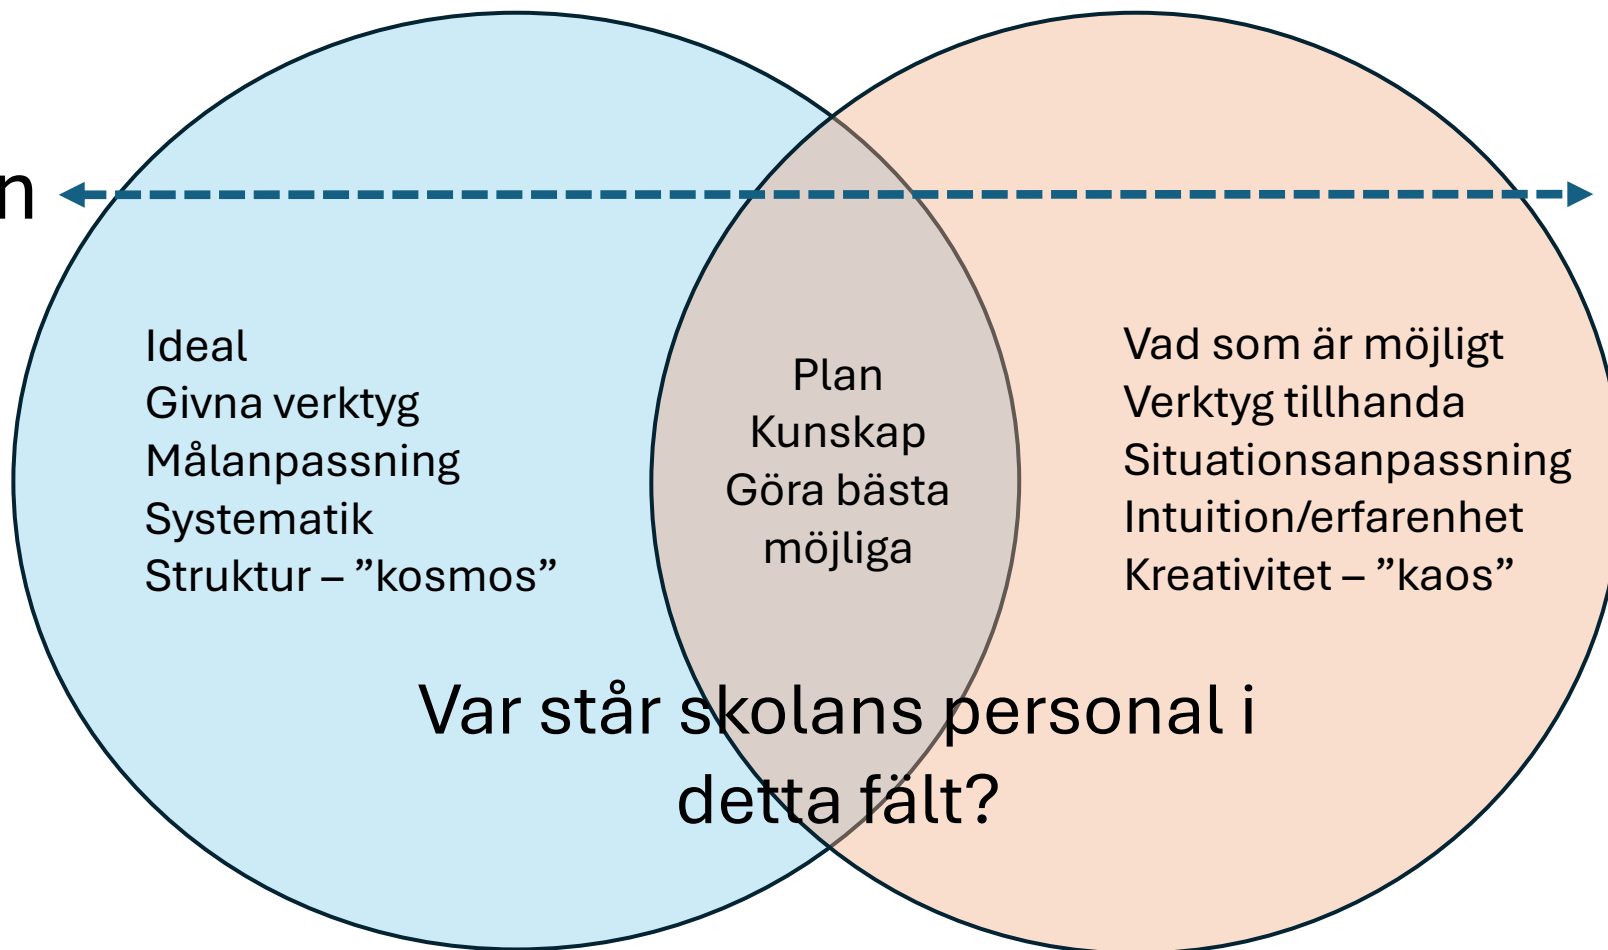 n
Ideal
Givna verktyg
Målanpassning
Systematik
Struktur – ”kosmos”
Plan
Kunskap
Göra bästa
möjliga
Vad som är möjligt
Verktyg tillhanda
Situationsanpassning
Intuition/erfarenhet
Kreativitet – ”kaos”
Var står skolans personal i
detta fält?